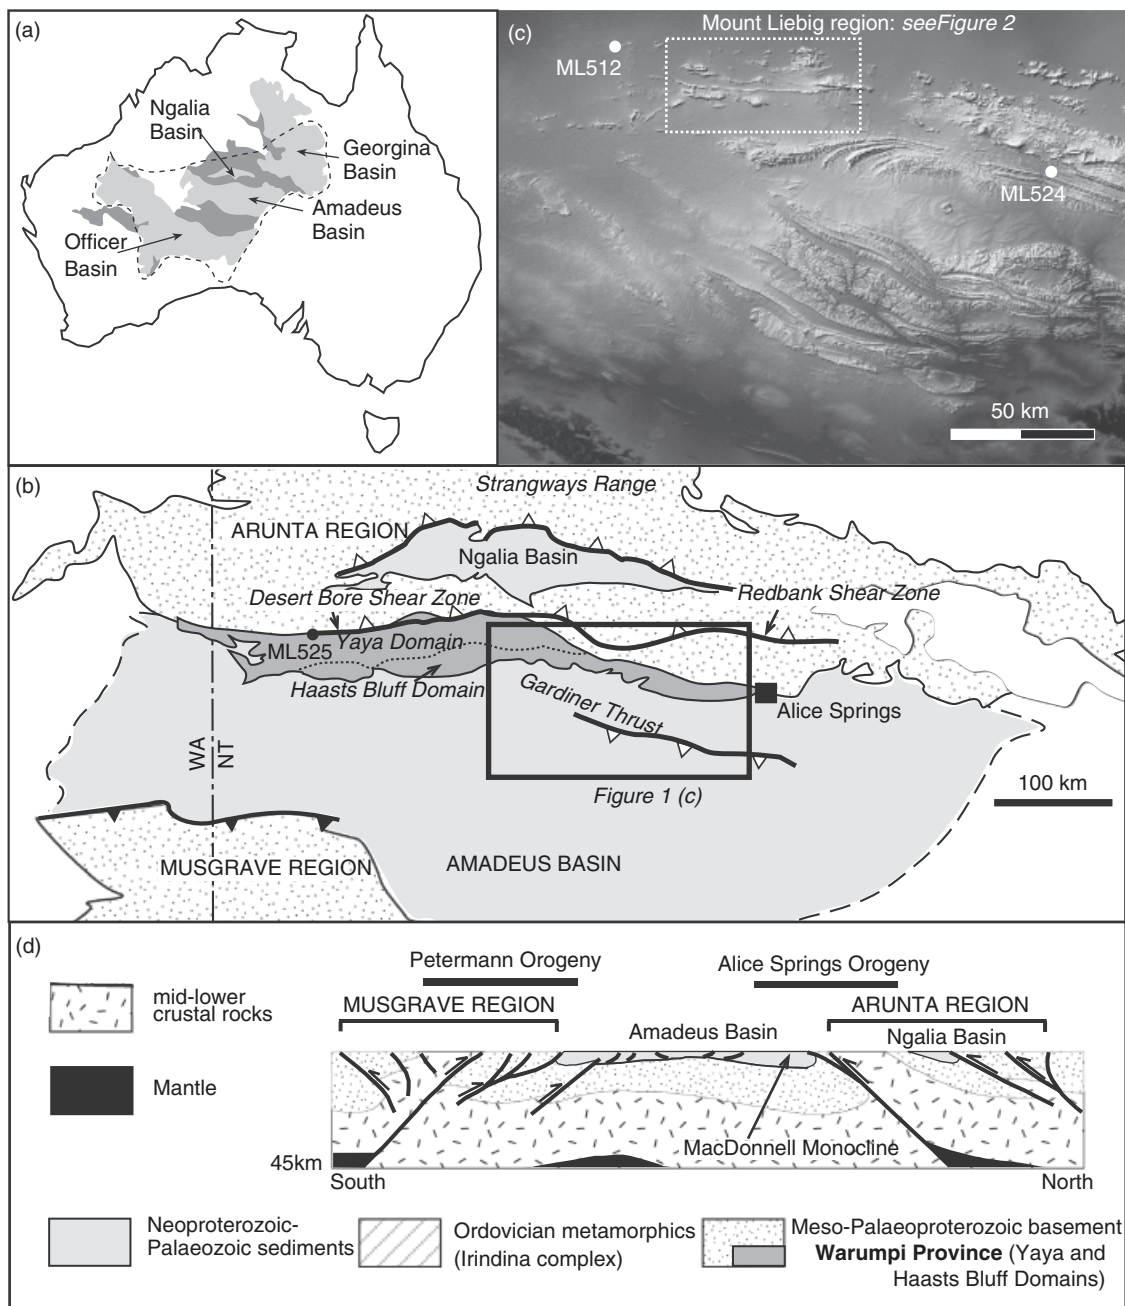 (a)
Ngalia
Basin
Georgina
Basin
Amadeus
Basin
Officer
Basin
(c)
Mount Liebig region: seeFigure 2
ML512
ML524
50 km
(b)
Strangways Range
ARUNTA REGION
Ngalia Basin
Desert Bore Shear Zone
Redbank Shear Zone
ML525
Yaya Domain
Haasts Bluff Domain
Gardiner Thrust
Alice Springs
WA
NT
100 km
Figure 1 (c)
MUSGRAVE REGION
AMADEUS BASIN
(d)
Petermann Orogeny
Alice Springs Orogeny
mid-lower
crustal rocks
MUSGRAVE REGION
ARUNTA REGION
Amadeus Basin
Ngalia Basin
Mantle
MacDonnell Monocline
45km
South
North
Neoproterozoic-
Palaeozoic sediments
Ordovician metamorphics
(Irindina complex)
Meso-Palaeoproterozoic basement
Warumpi Province (Yaya and
Haasts Bluff Domains)